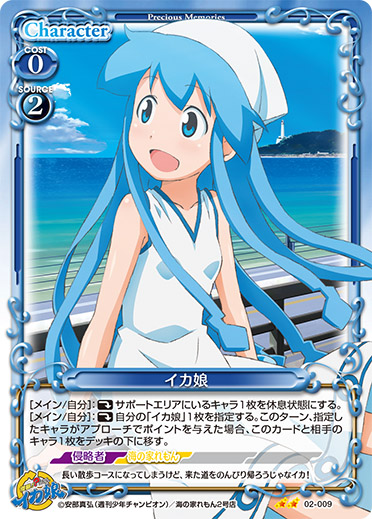 Precious Memories
Character
COST
0
SOURCE
2
イカ娘
[メイン/自分]:サポートエリアにいるキャラ1枚を休息状態にする。
[メイン/自分]:自分の「イカ娘」1枚を指定する。このターン、指定
したキャラがアプローチでポイントを与えた場合、このカードと相手の
キャラ1枚をデッキの下に移す。
侵略者 海の家れもん
長い散歩コースになってしまうけど、来た道をのんびり帰ろうじゃなイカ!
©安部真弘(週刊少年チャンピオン)/海の家れもん2号店
02-009